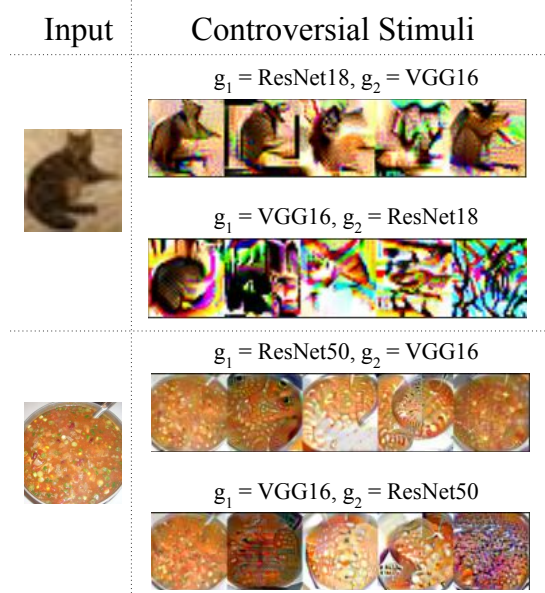 Input Controversial Stimuli
g₁ = ResNet18, g₂ = VGG16
g₁ = VGG16, g₂ = ResNet18
g₁ = ResNet50, g₂ = VGG16
g₁ = VGG16, g₂ = ResNet50